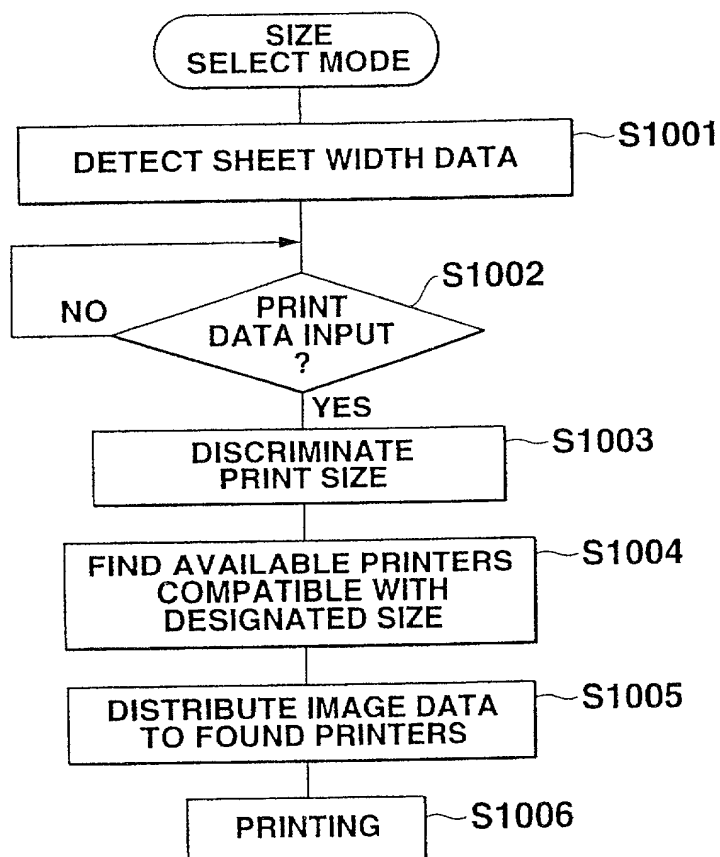 SIZE
SELECT MODE
DETECT SHEET WIDTH DATA
S1001
S1002
PRINT
DATA INPUT
?
NO
YES
DISCRIMINATE
PRINT SIZE
S1003
FIND AVAILABLE PRINTERS
COMPATIBLE WITH
DESIGNATED SIZE
S1004
DISTRIBUTE IMAGE DATA
TO FOUND PRINTERS
S1005
PRINTING
S1006